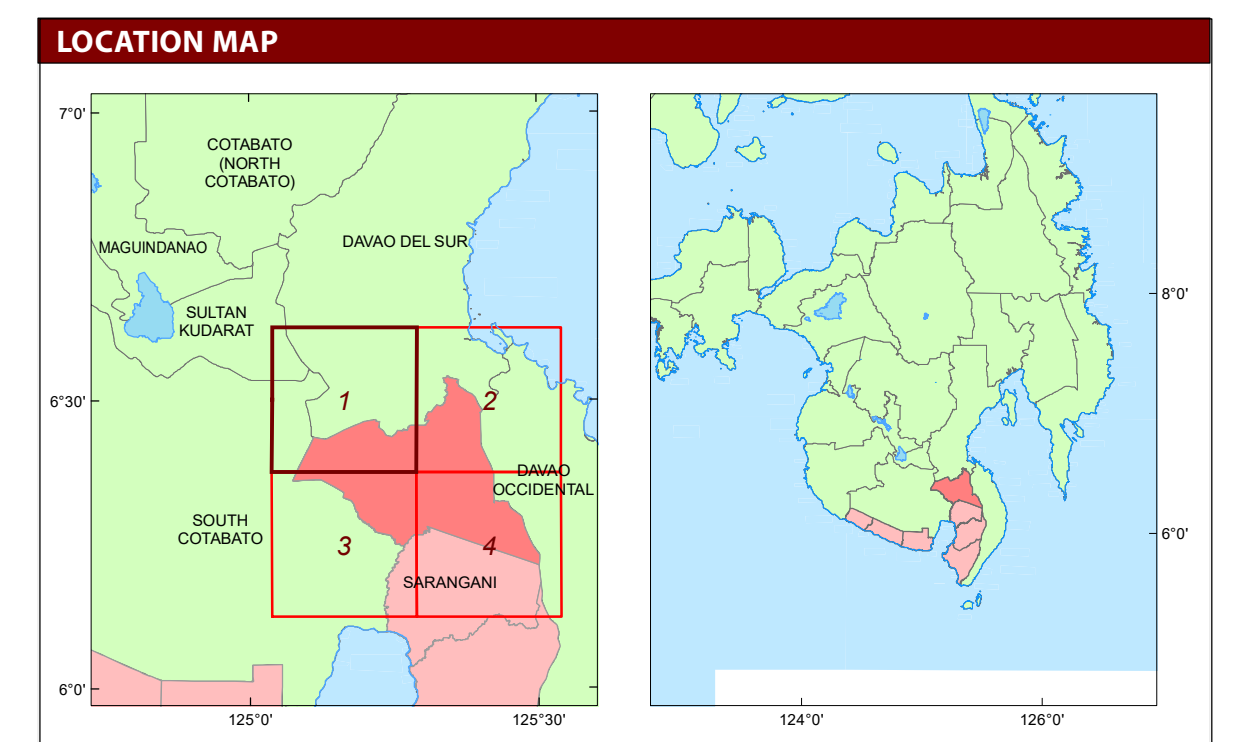 LOCATION MAP
7°0'
COTABATO
(NORTH
COTABATO)
MAGUINDANAO
DAVAO DEL SUR
SULTAN
KUDARAT
8°0'
6°30'
1
2
DAVAO
OCCIDENTAL
SOUTH
COTABATO
3
4
6°0'
SARANGANI
6°0'
125°0'
125°30'
124°0'
126°0'